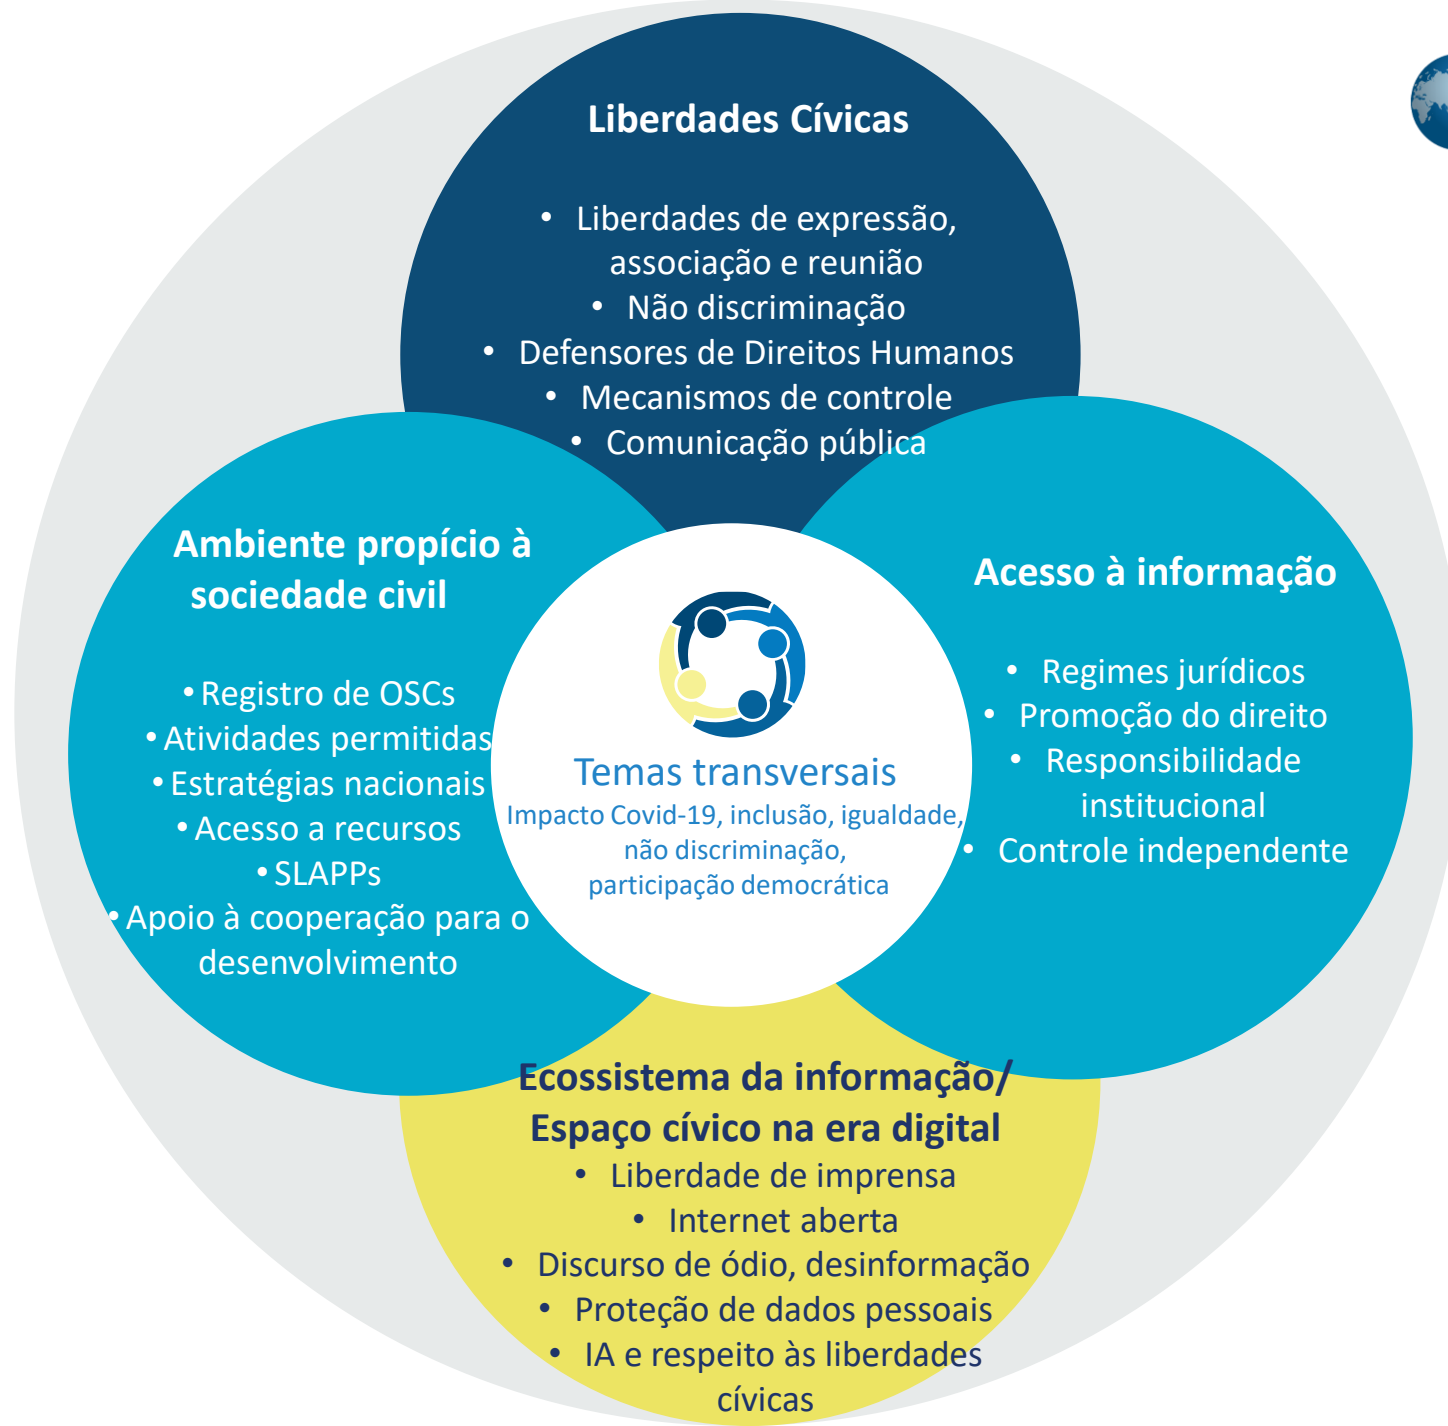 Liberdades Cívicas
• Liberdades de expressão,
associação e reunião
• Não discriminação
• Defensores de Direitos Humanos
• Mecanismos de controle
• Comunicação pública
Ambiente propício à
sociedade civil
• Registro de OSCs
• Atividades permitidas
• Estratégias nacionais
• Acesso a recursos
• SLAPPs
• Apoio à cooperação para o
desenvolvimento
Temas transversais
Impacto Covid-19, inclusão, igualdade,
não discriminação,
participação democrática
Acesso à informação
• Regimes jurídicos
• Promoção do direito
• Responsibilidade
institucional
• Controle independente
Ecossistema da informação/
Espaço cívico na era digital
• Liberdade de imprensa
• Internet aberta
• Discurso de ódio, desinformação
• Proteção de dados pessoais
• IA e respeito às liberdades
cívicas